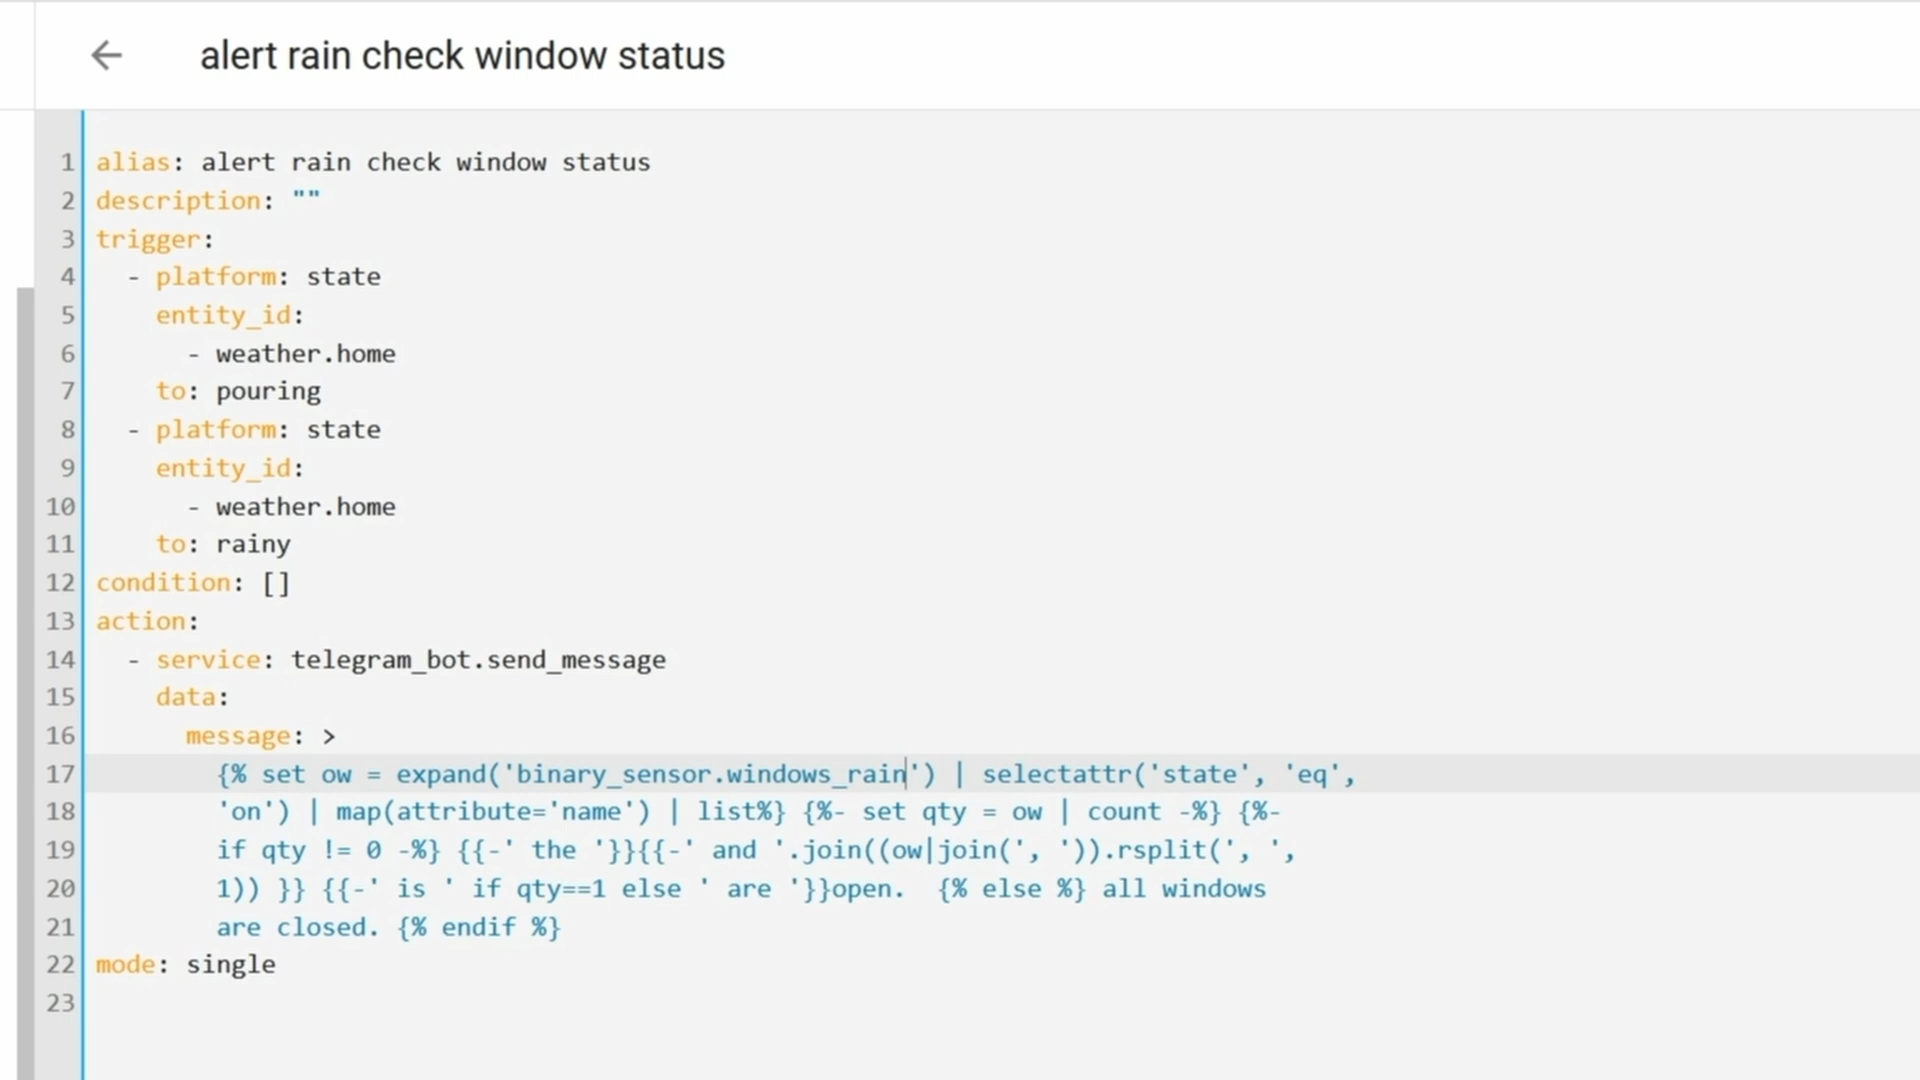 alert rain check window status
1 alias: alert rain check window status
2 description: ""
3 trigger:
4   - platform: state
5     entity_id:
6       - weather.home
7     to: pouring
8   - platform: state
9     entity_id:
10       - weather.home
11     to: rainy
12 condition: []
13 action:
14   - service: telegram_bot.send_message
15     data:
16       message: >
17         {% set ow = expand('binary_sensor.windows_rain') | selectattr('state', 'eq',
18         'on') | map(attribute='name') | list%} {%- set qty = ow | count -%} {%-
19         if qty != 0 -%} {{-' the '}}{{-' and '.join((ow|join(', ')).rsplit(', ',
20         1)) }} {{-' is ' if qty==1 else ' are '}}open.  {% else %} all windows
21         are closed. {% endif %}
22 mode: single
23